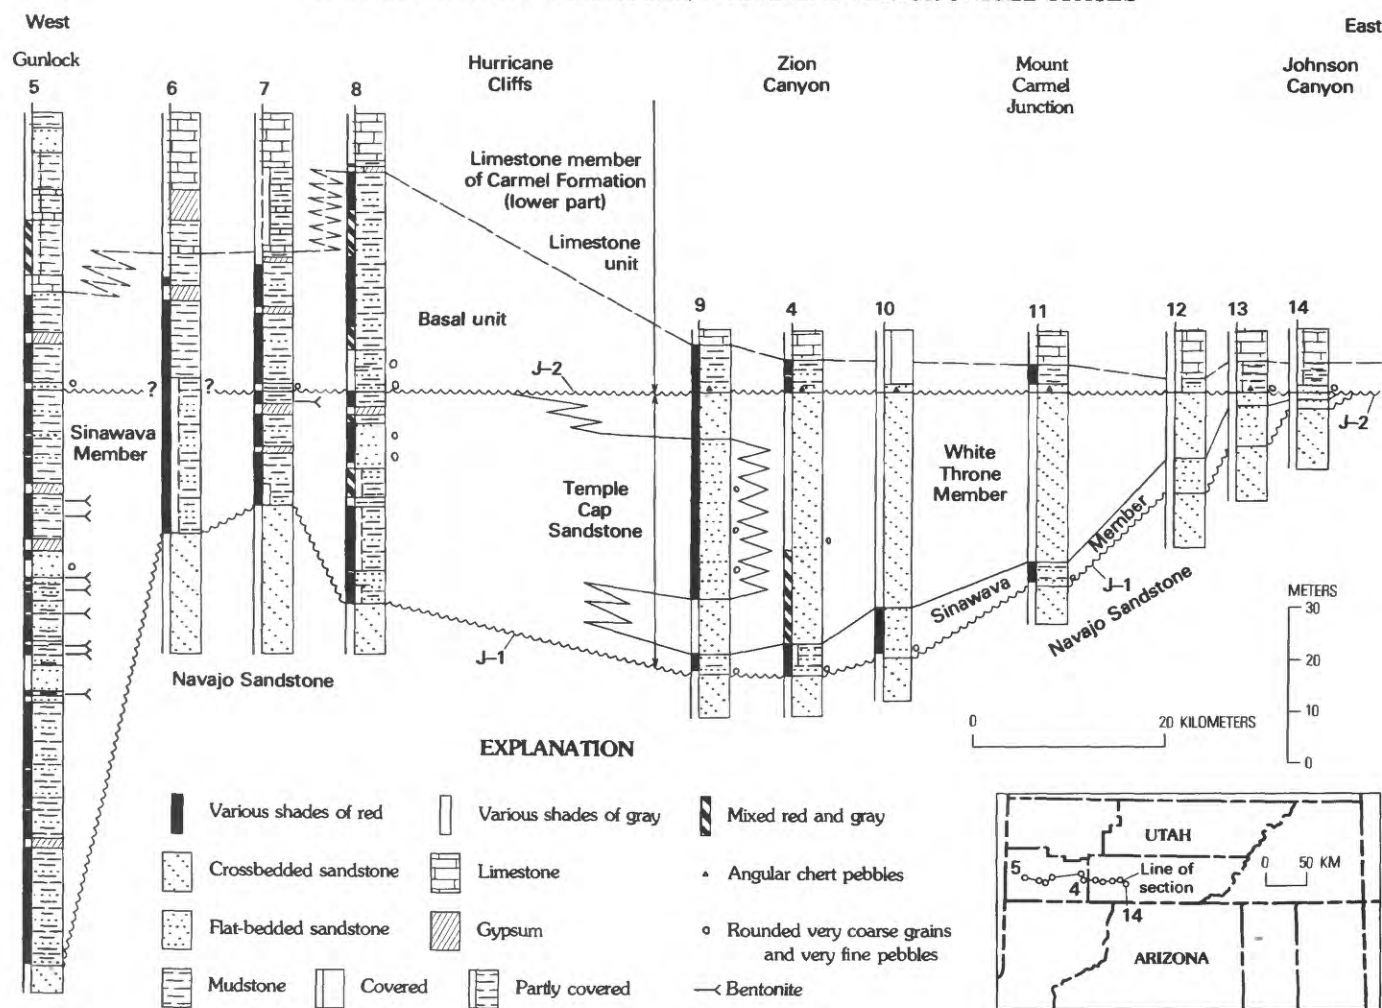 West
East
Gunlock
Hurricane
Cliffs
Zion
Canyon
Mount
Carmel
Junction
Johnson
Canyon
5
6
7
8
9
4
10
11
12
13
14
Limestone member
of Carmel Formation
(lower part)
Limestone
unit
Basal unit
J–2
?
?
Sinawava
Member
Temple
Cap
Sandstone
White
Throne
Member
J–2
Sinawava Member
J–1
Navajo Sandstone
J–1
Navajo Sandstone
METERS
30
20
10
0
0 20 KILOMETERS
EXPLANATION
Various shades of red
Various shades of gray
Mixed red and gray
Crossbedded sandstone
Limestone
Angular chert pebbles
Flat-bedded sandstone
Gypsum
Rounded very coarse grains
and very fine pebbles
Mudstone
Covered
Partly covered
Bentonite
UTAH
0 50 KM
5
4
14
Line of
section
ARIZONA